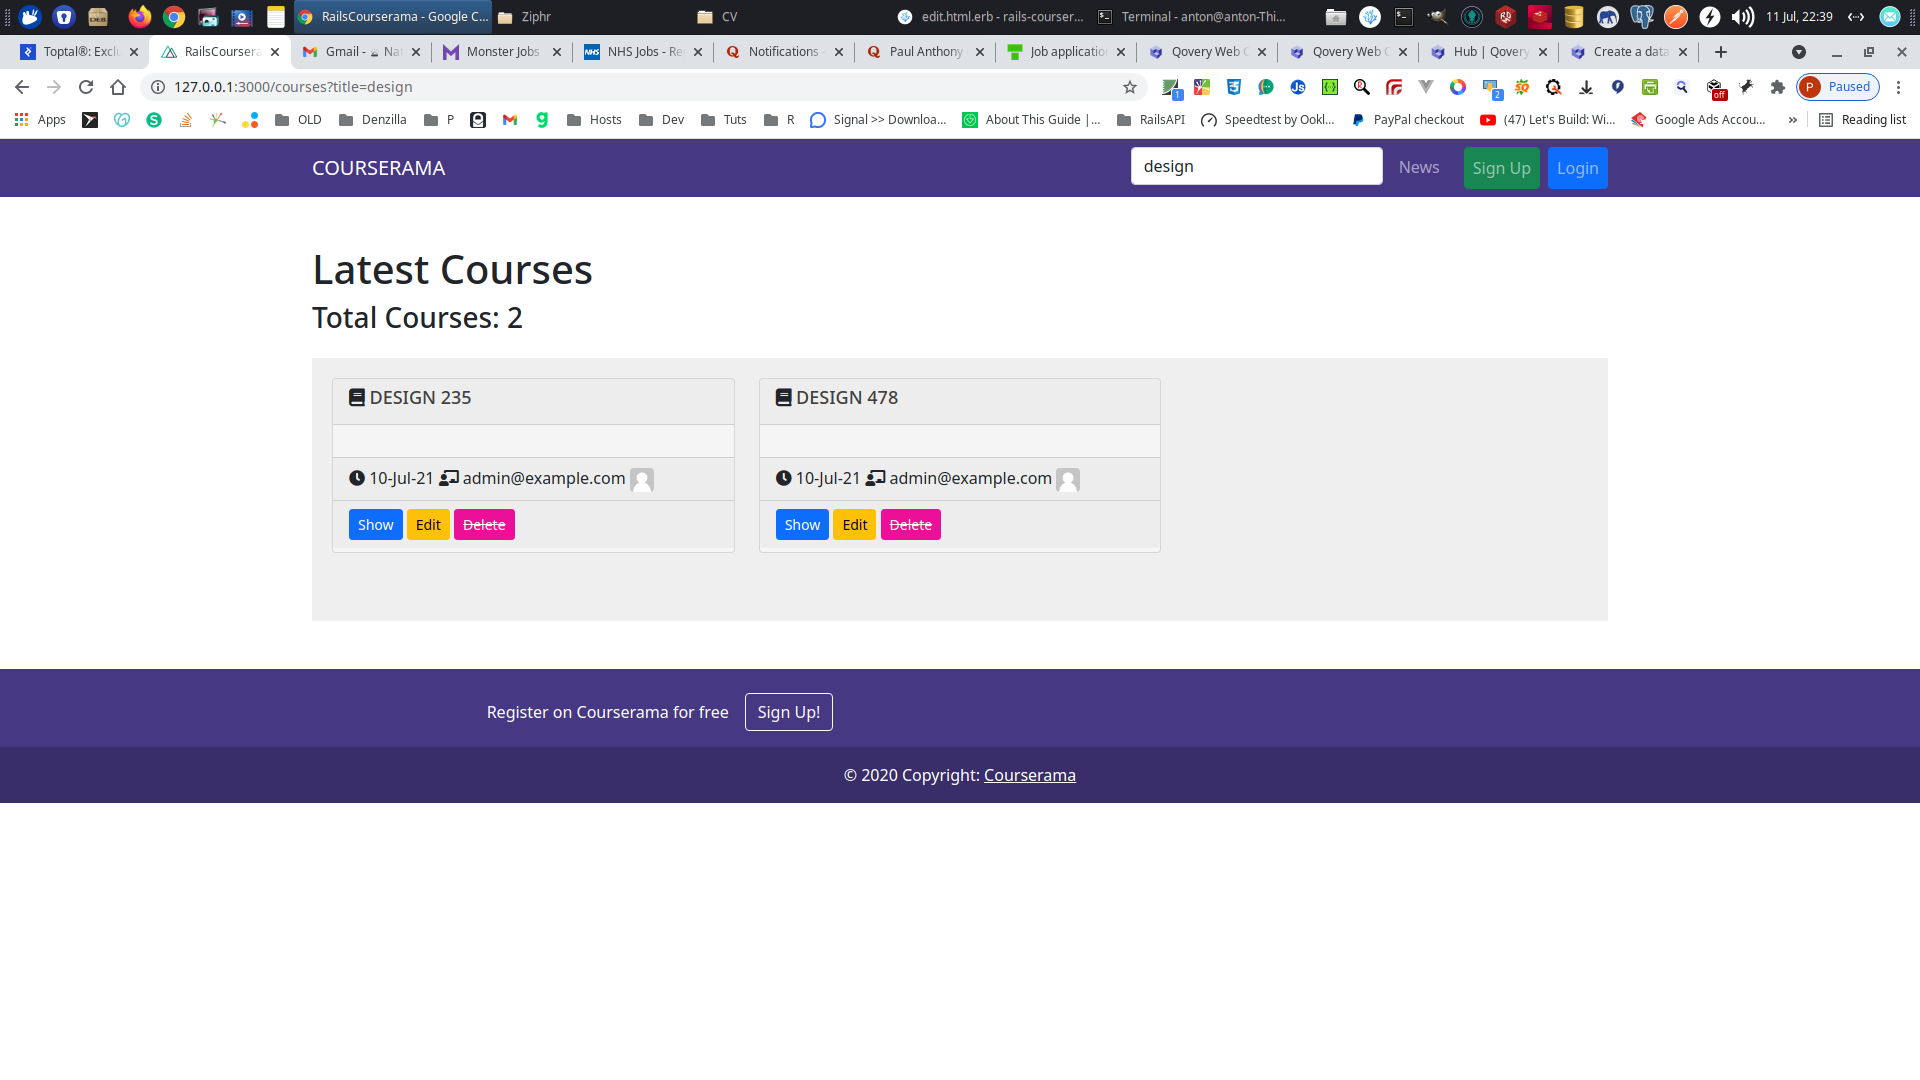 RailsCourserama - Google C...
Ziphr
CV
edit.html.erb - rails-courser...
Terminal - anton@anton-Thi...
11 Jul, 22:39
Toptal®: Exclu
RailsCoursera
Gmail -
Monster Jobs
NHS Jobs - Re
Notifications -
Paul Anthony
Job applicatio
Qovery Web C
Qovery Web C
Hub | Qovery
Create a data
127.0.0.1:3000/courses?title=design
1
2
off
P
Paused
Apps
OLD
Denzilla
P
Hosts
Dev
Tuts
R
Signal >> Downloa...
About This Guide |...
RailsAPI
Speedtest by Ookl...
PayPal checkout
(47) Let's Build: Wi...
Google Ads Accou...
»
Reading list
COURSERAMA
design
News
Sign Up
Login
Latest Courses
Total Courses: 2
DESIGN 235
10-Jul-21 admin@example.com
Show Edit Delete
DESIGN 478
10-Jul-21 admin@example.com
Show Edit Delete
Register on Courserama for free
Sign Up!
© 2020 Copyright: Courserama